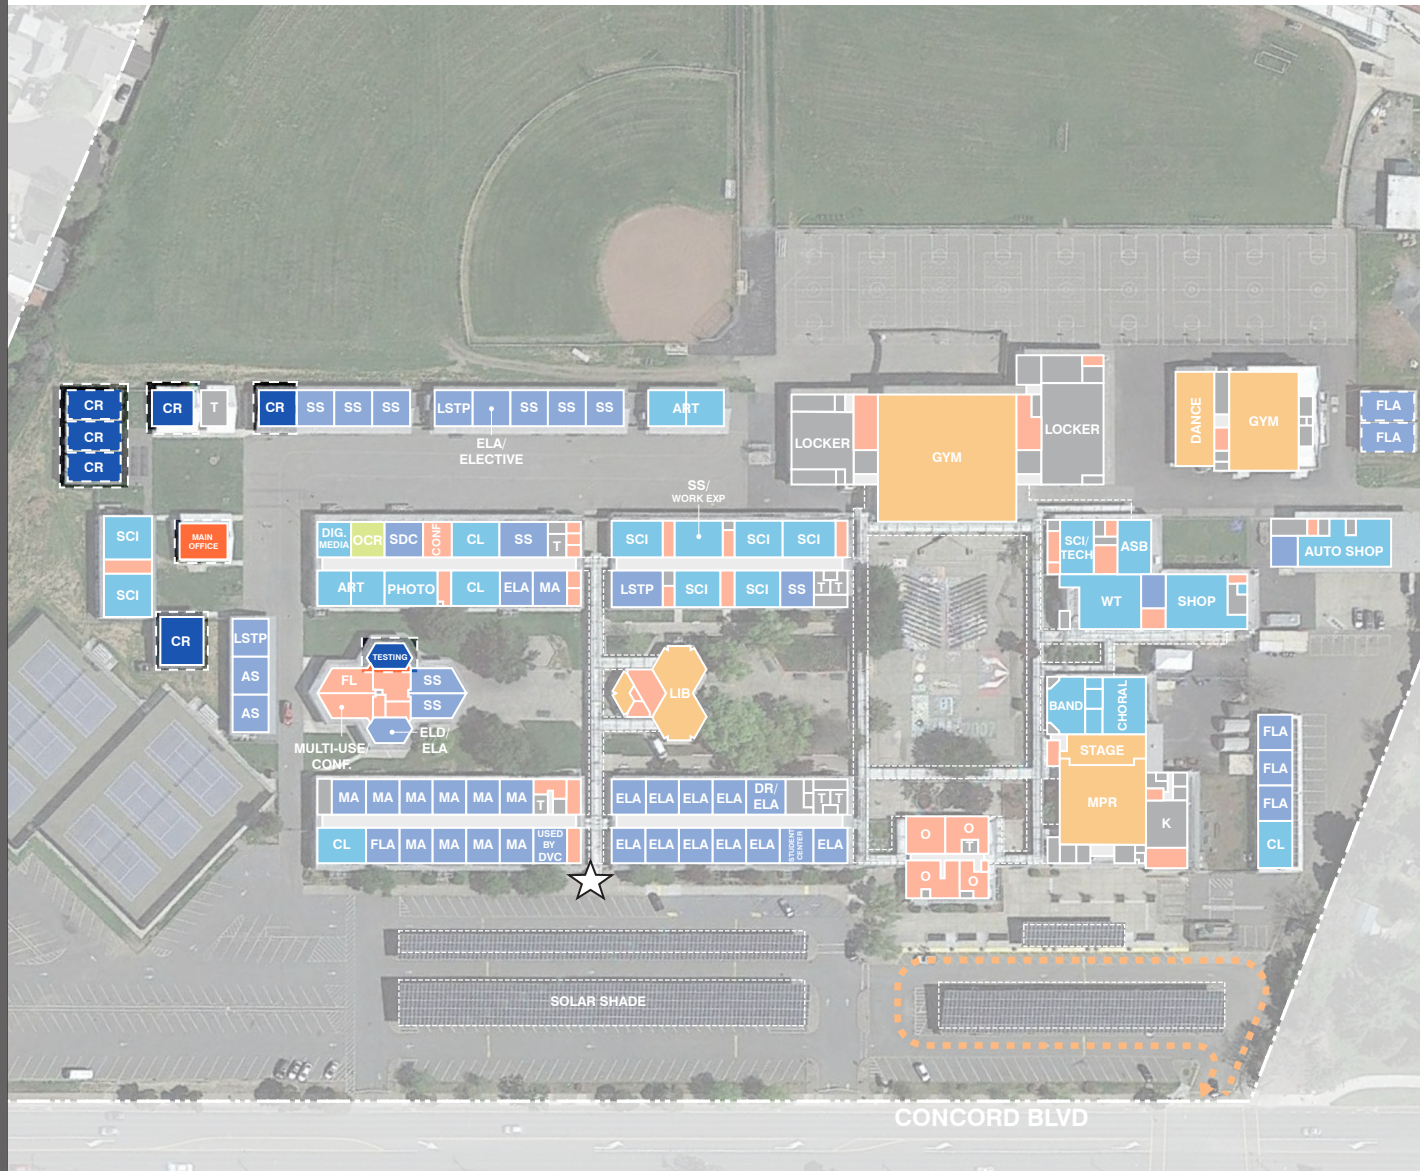 CR
CR
CR
CR
T
CR
SS
SS
SS
LSTP
SS
SS
SS
ELA/
ELECTIVE
ART
LOCKER
GYM
LOCKER
DANCE
GYM
FLA
FLA
SS/
WORK EXP
SCI
SCI
MAIN
OFFICE
DIG.
MEDIA
OCR
SDC
CONF
CL
SS
T
ART
PHOTO
CL
ELA
MA
SCI
SCI
SCI
LSTP
SCI
SCI
SS
T
T
SCI/
TECH
ASB
WT
SHOP
AUTO SHOP
CR
LSTP
AS
AS
TESTING
FL
SS
SS
MULTI-USE/
CONF.
ELD/
ELA
LIB
2007
BAND
CHORAL
STAGE
MPR
K
FLA
FLA
FLA
CL
MA
MA
MA
MA
MA
MA
T
CL
FLA
MA
MA
MA
MA
USED
BY
DVC
ELA
ELA
ELA
ELA
DR/
ELA
T
T
ELA
ELA
ELA
ELA
ELA
STUDENT
CENTER
ELA
O
O
T
O
O
SOLAR SHADE
CONCORD BLVD